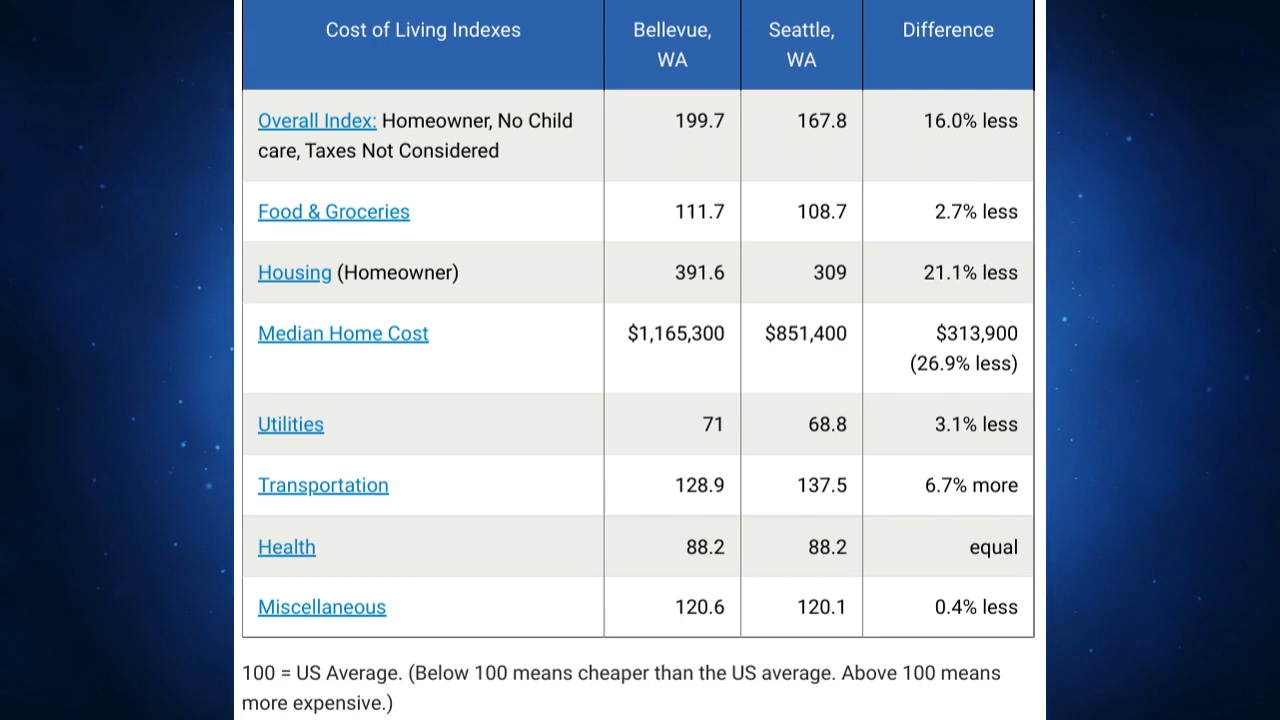 Cost of Living Indexes Bellevue, WA Seattle, WA Difference
Overall Index: Homeowner, No Child care, Taxes Not Considered 199.7 167.8 16.0% less
Food & Groceries 111.7 108.7 2.7% less
Housing (Homeowner) 391.6 309 21.1% less
Median Home Cost $1,165,300 $851,400 $313,900 (26.9% less)
Utilities 71 68.8 3.1% less
Transportation 128.9 137.5 6.7% more
Health 88.2 88.2 equal
Miscellaneous 120.6 120.1 0.4% less
100 = US Average. (Below 100 means cheaper than the US average. Above 100 means
more expensive.)